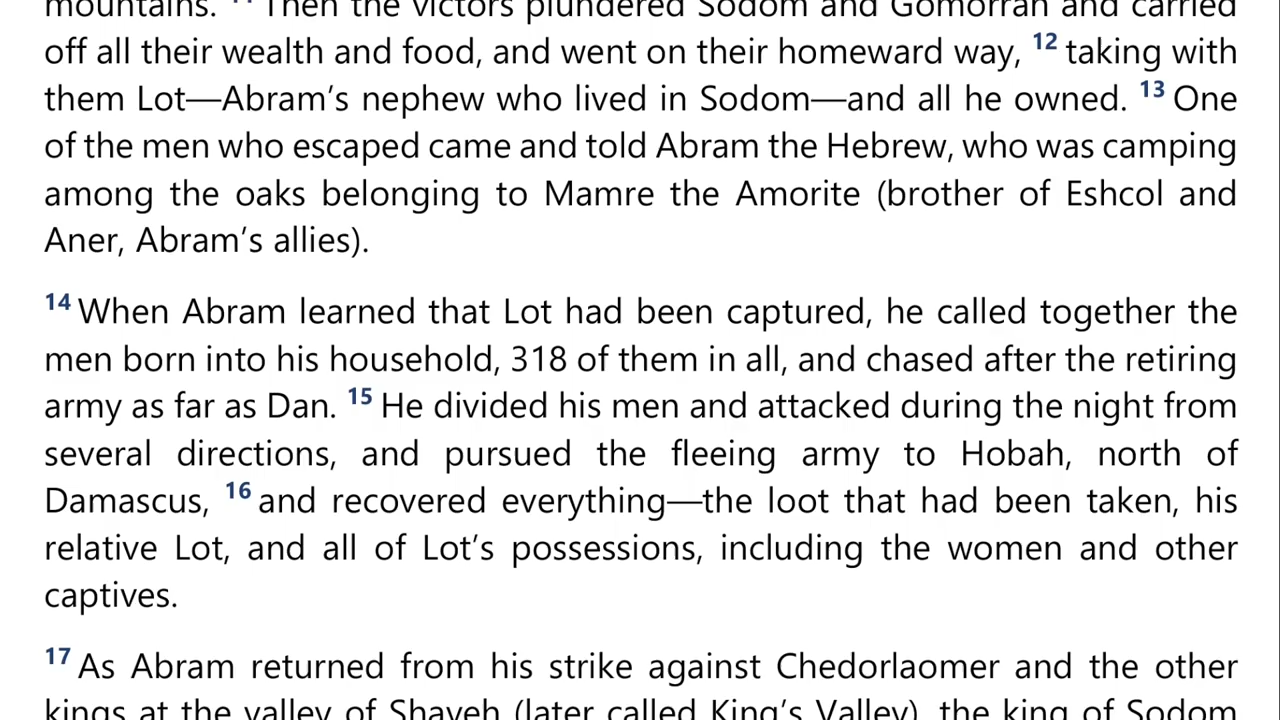 mountains. 11 Then the victors plundered Sodom and Gomorrah and carried
off all their wealth and food, and went on their homeward way, 12 taking with
them Lot—Abram’s nephew who lived in Sodom—and all he owned. 13 One
of the men who escaped came and told Abram the Hebrew, who was camping
among the oaks belonging to Mamre the Amorite (brother of Eshcol and
Aner, Abram’s allies).
14 When Abram learned that Lot had been captured, he called together the
men born into his household, 318 of them in all, and chased after the retiring
army as far as Dan. 15 He divided his men and attacked during the night from
several directions, and pursued the fleeing army to Hobah, north of
Damascus, 16 and recovered everything—the loot that had been taken, his
relative Lot, and all of Lot’s possessions, including the women and other
captives.
17 As Abram returned from his strike against Chedorlaomer and the other
kings at the valley of Shaveh (later called King’s Valley), the king of Sodom